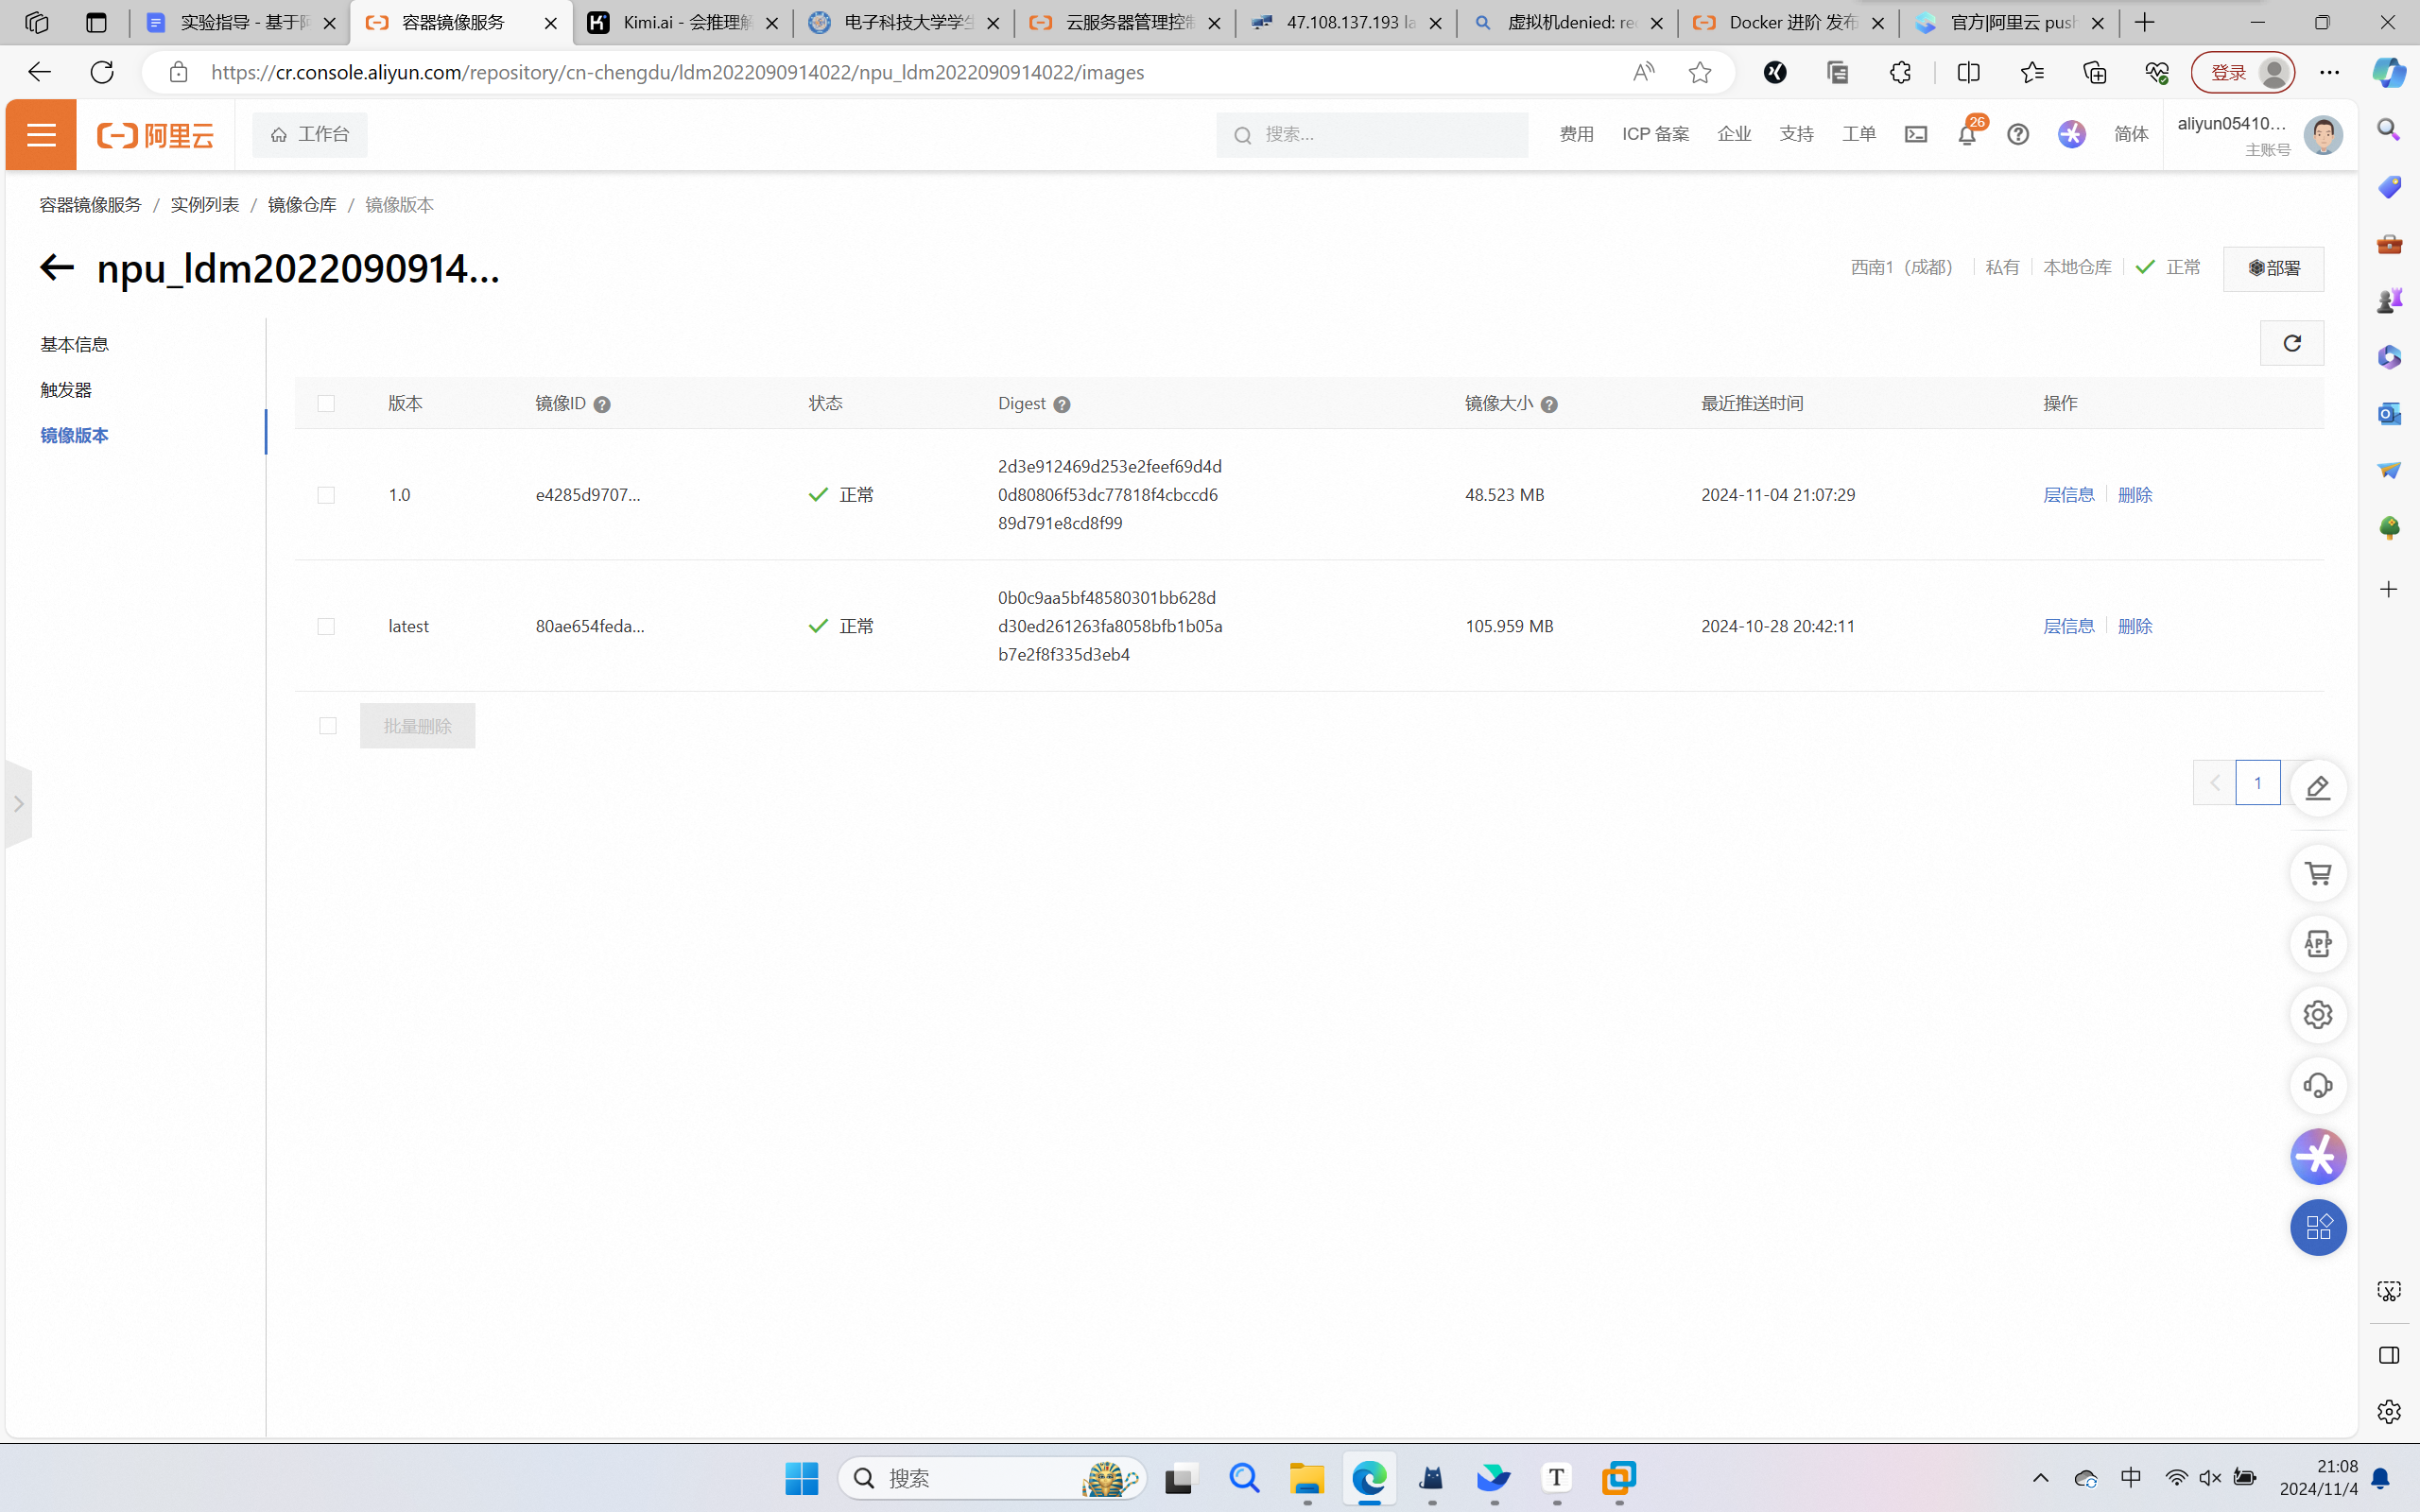 实验指导 - 基于阿
容器镜像服务
Kimi.ai - 会推理解
电子科技大学学生
云服务器管理控制
47.108.137.193 la
虚拟机denied: re
Docker 进阶 发布
官方|阿里云 push
https://cr.console.aliyun.com/repository/cn-chengdu/ldm2022090914022/npu_ldm2022090914022/images
登录
阿里云
工作台
搜索...
费用
ICP 备案
企业
支持
工单
26
简体
aliyun05410...
主账号
容器镜像服务 / 实例列表 / 镜像仓库 / 镜像版本
npu_ldm2022090914...
西南1（成都）
私有
本地仓库
正常
部署
基本信息
触发器
镜像版本
版本
镜像ID
状态
Digest
镜像大小
最近推送时间
操作
1.0
e4285d9707...
正常
2d3e912469d253e2feef69d4d
0d80806f53dc77818f4cbccd6
89d791e8cd8f99
48.523 MB
2024-11-04 21:07:29
层信息
删除
latest
80ae654feda...
正常
0b0c9aa5bf48580301bb628d
d30ed261263fa8058bfb1b05a
b7e2f8f335d3eb4
105.959 MB
2024-10-28 20:42:11
层信息
删除
批量删除
1
APP
搜索
T
中
21:08
2024/11/4